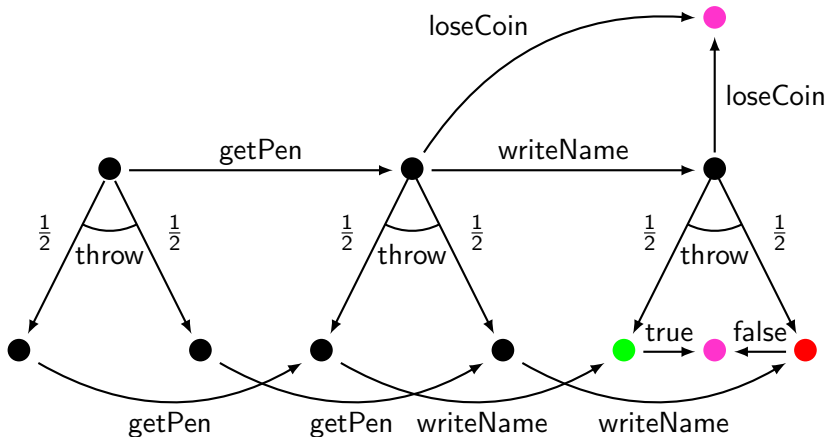 loseCoin
loseCoin
getPen
writeName
1/2
throw
1/2
1/2
throw
1/2
1/2
throw
1/2
true
false
getPen
getPen
writeName
writeName